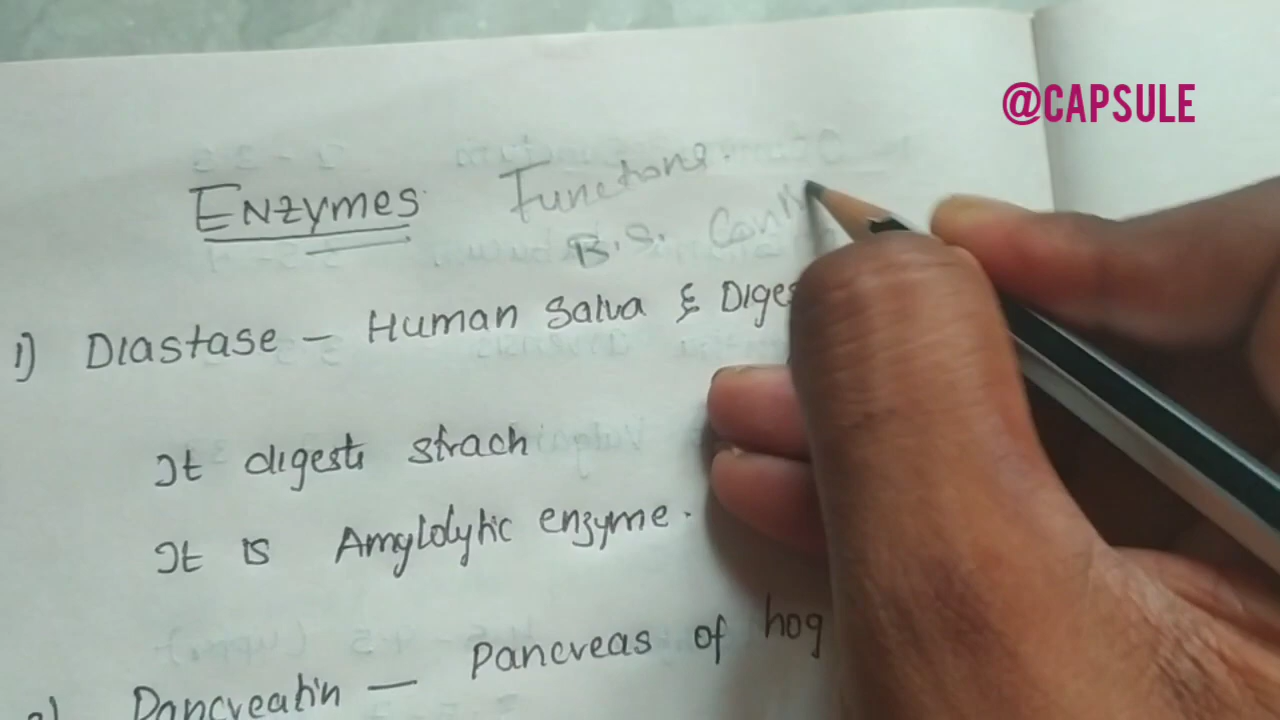 @CAPSULE
Enzymes Functions.
B.S. Cont
1) Diastase - Human Salva & Diges
It digests strach
It is Amylolytic enzyme.
Pancreatin - Pancreas of hog